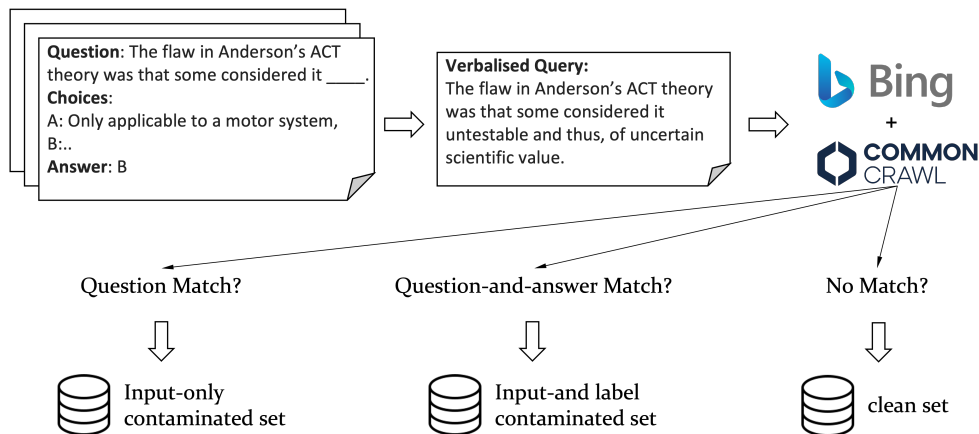 Question: The flaw in Anderson's ACT
theory was that some considered it ____.
Choices:
A: Only applicable to a motor system,
B:..
Answer: B
Verbalised Query:
The flaw in Anderson's ACT theory
was that some considered it
untestable and thus, of uncertain
scientific value.
Bing
+
COMMON
CRAWL
Question Match?
Question-and-answer Match?
No Match?
Input-only
contaminated set
Input-and label
contaminated set
clean set